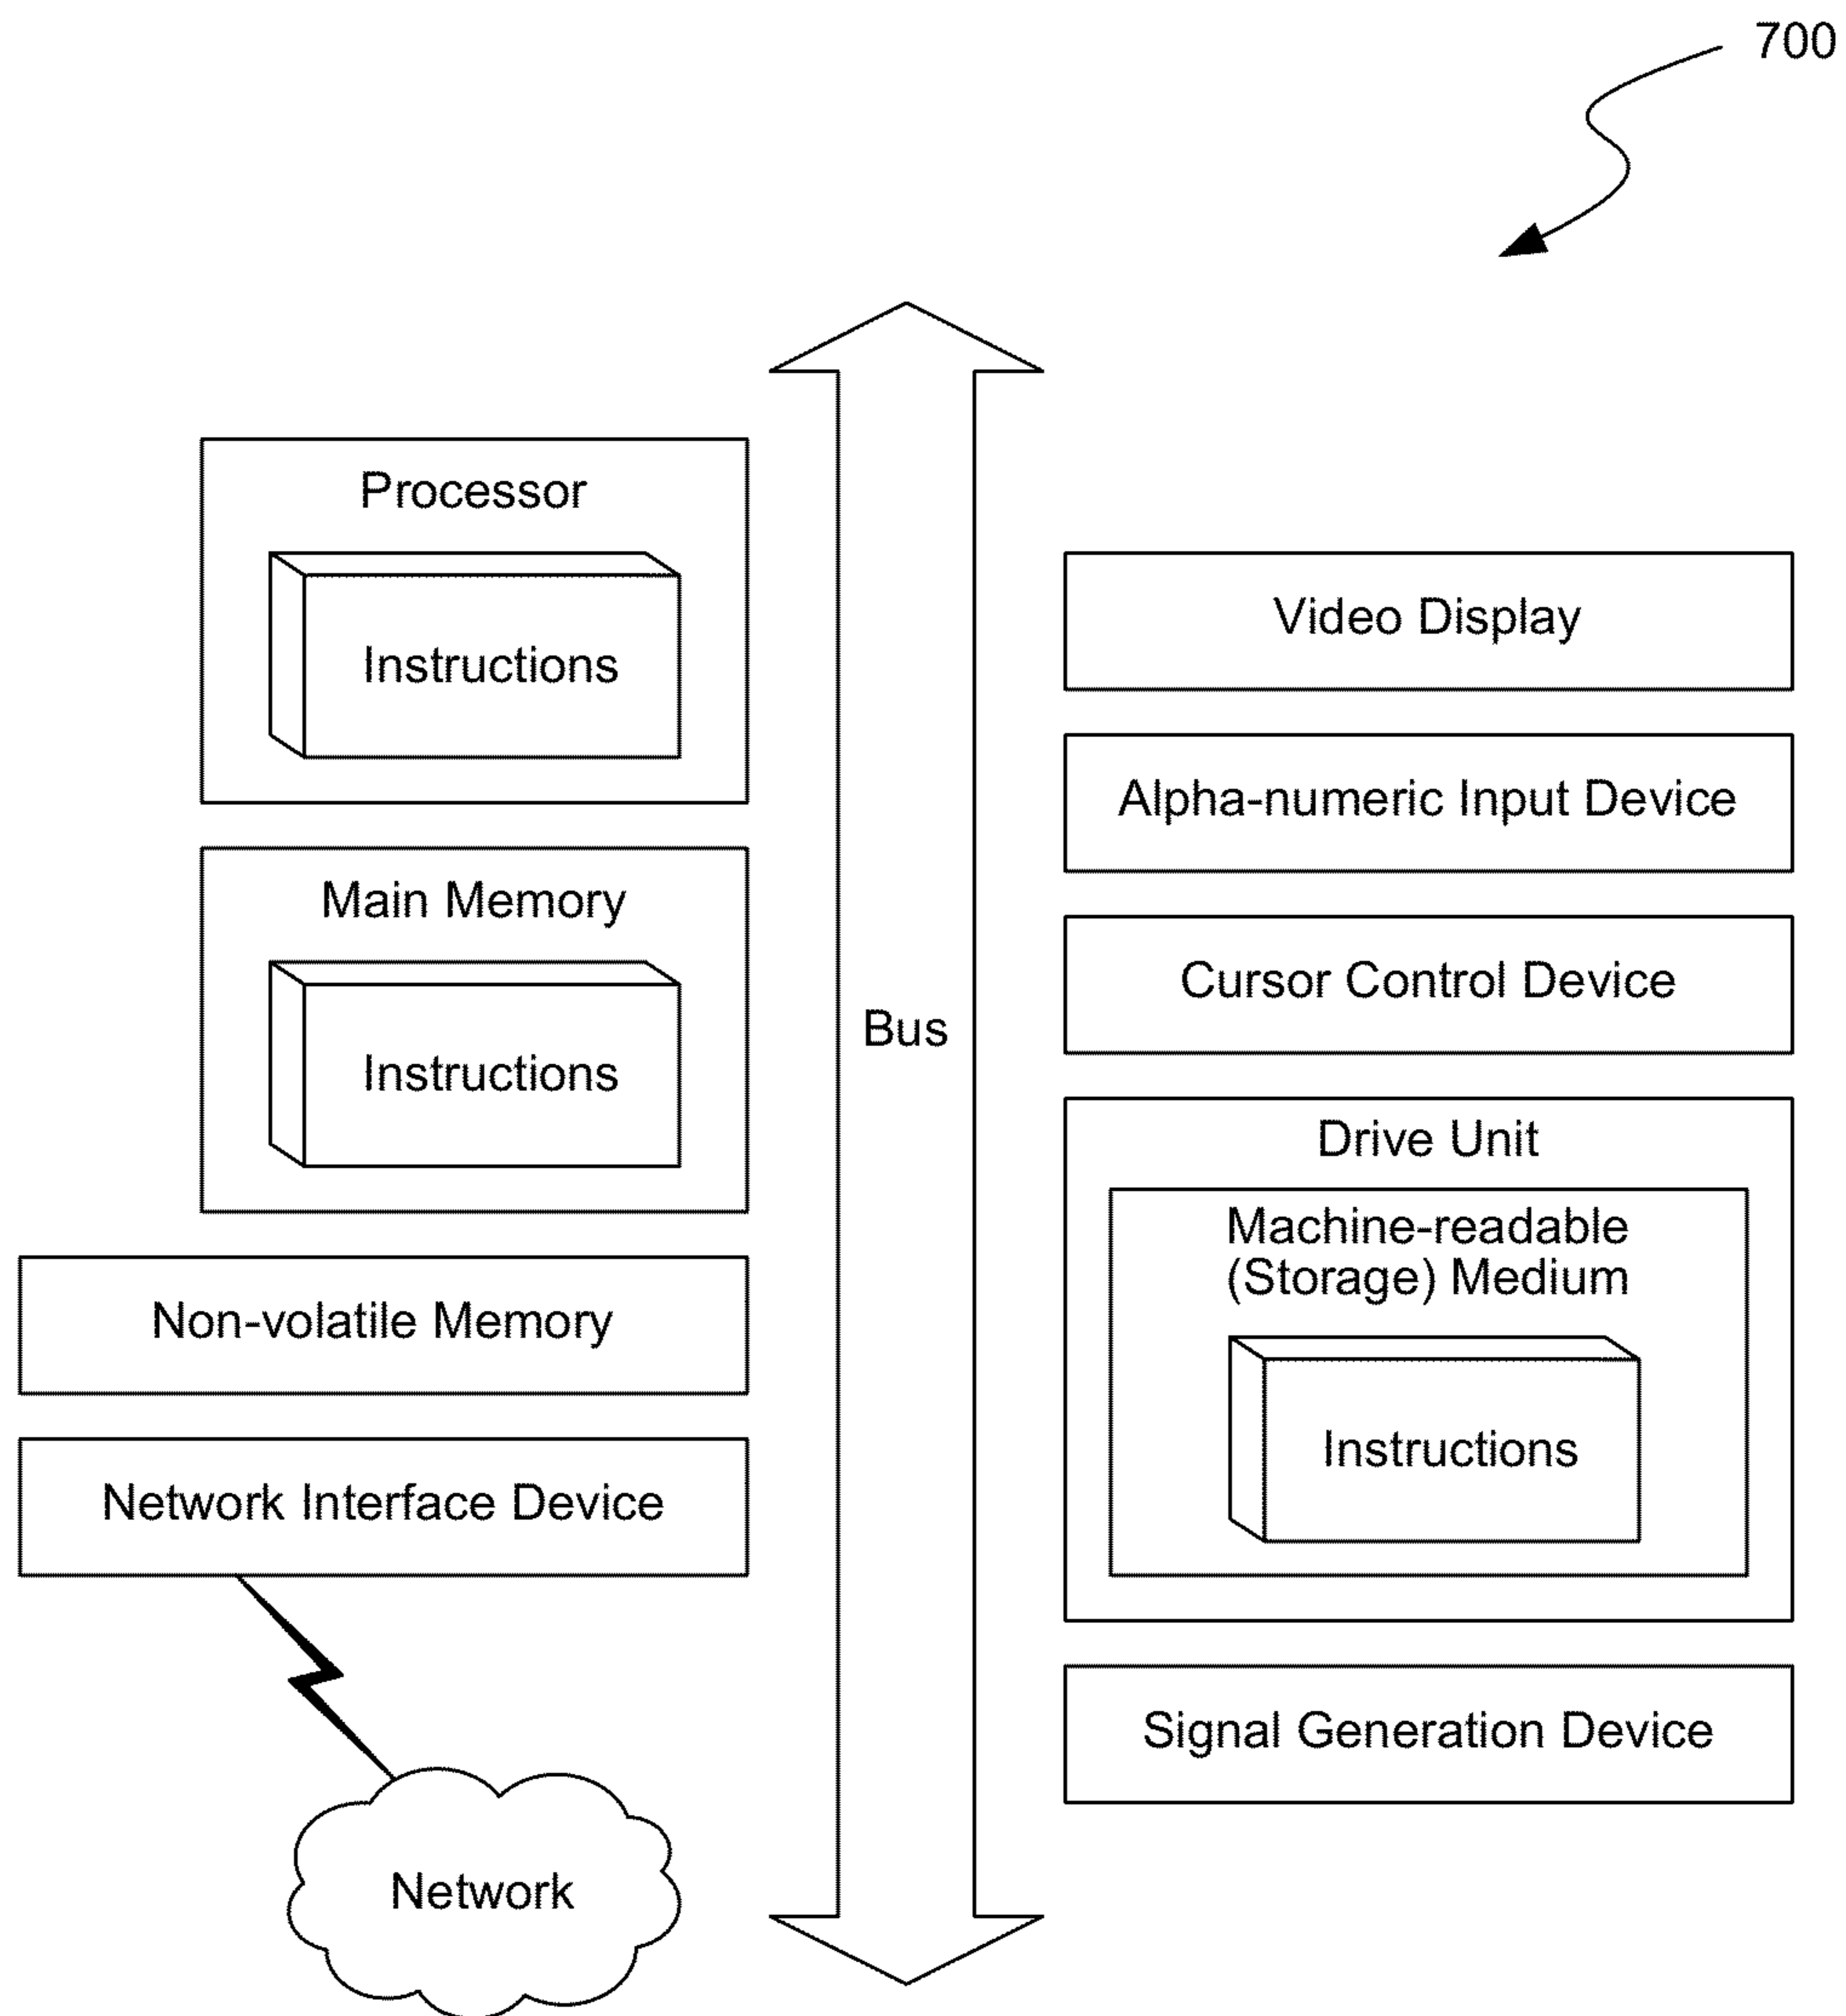 700
Processor
Instructions
Main Memory
Instructions
Non-volatile Memory
Network Interface Device
Network
Bus
Video Display
Alpha-numeric Input Device
Cursor Control Device
Drive Unit
Machine-readable
(Storage) Medium
Instructions
Signal Generation Device